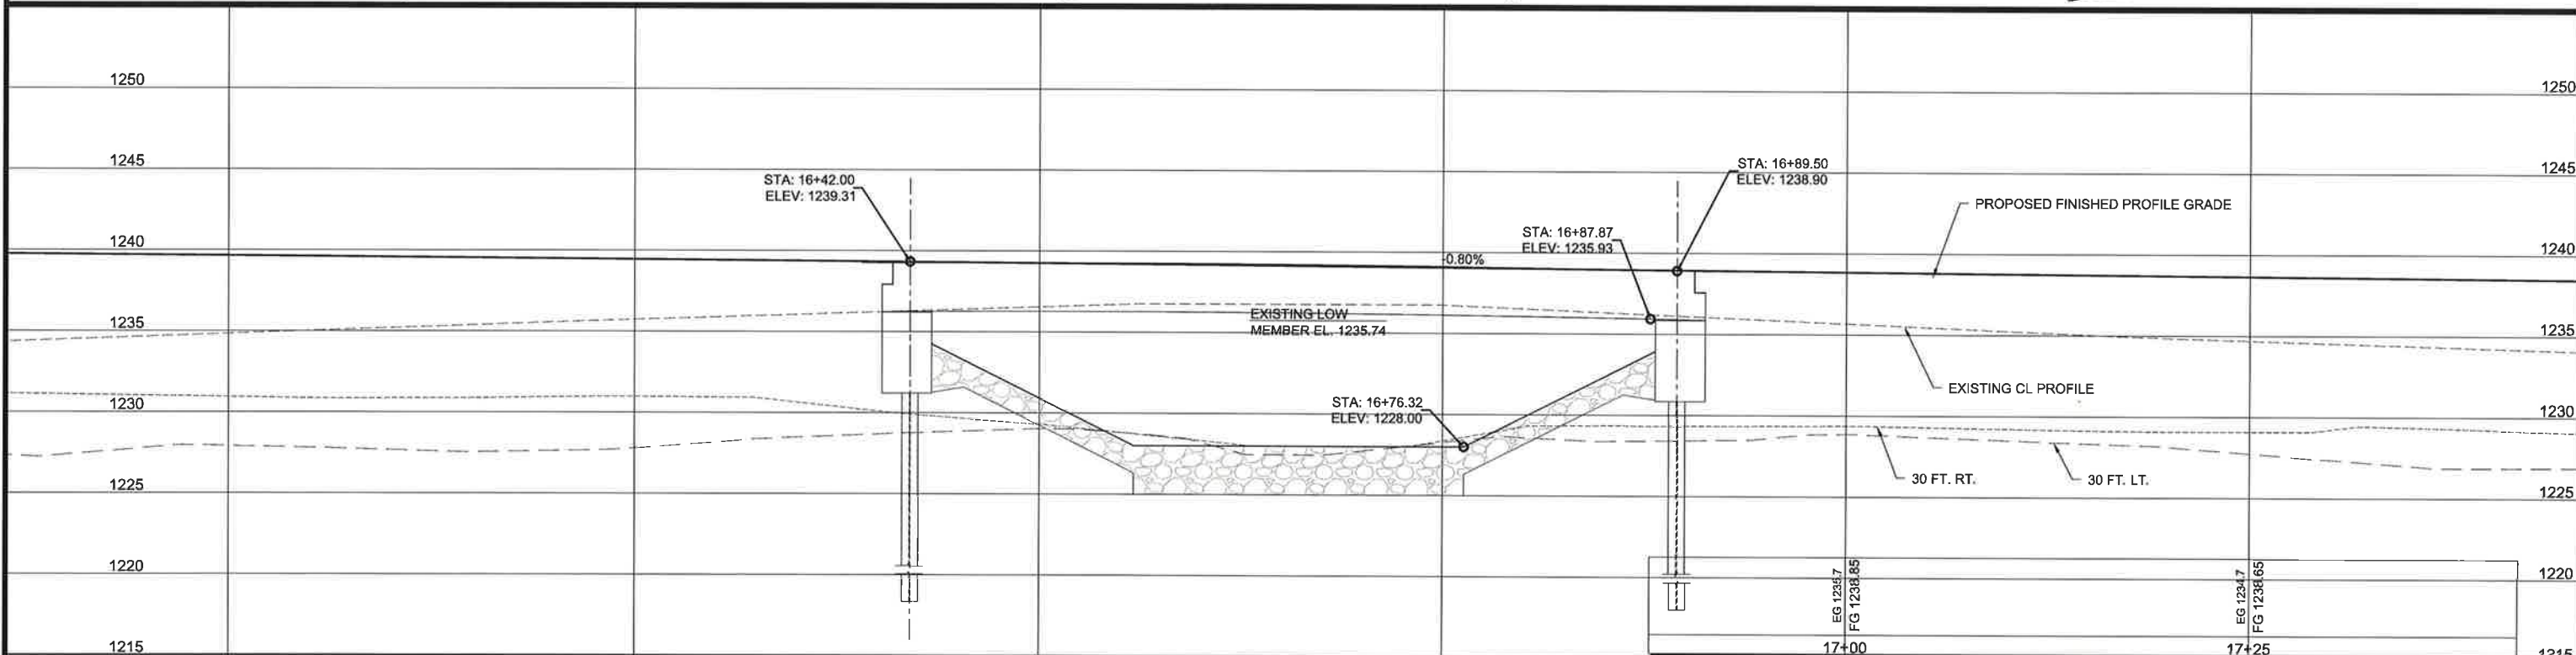 1250
1250
1245
1245
STA: 16+42.00
ELEV: 1239.31
STA: 16+89.50
ELEV: 1238.90
PROPOSED FINISHED PROFILE GRADE
STA: 16+87.87
ELEV: 1235.93
1240
1240
-0.80%
EXISTING LOW
MEMBER EL. 1235.74
1235
1235
EXISTING CL PROFILE
STA: 16+76.32
ELEV: 1228.00
1230
1230
30 FT. RT.
30 FT. LT.
1225
1225
1220
1220
EG 1235.7
FG 1238.85
EG 1234.7
FG 1238.65
1215
17+00
17+25
1215